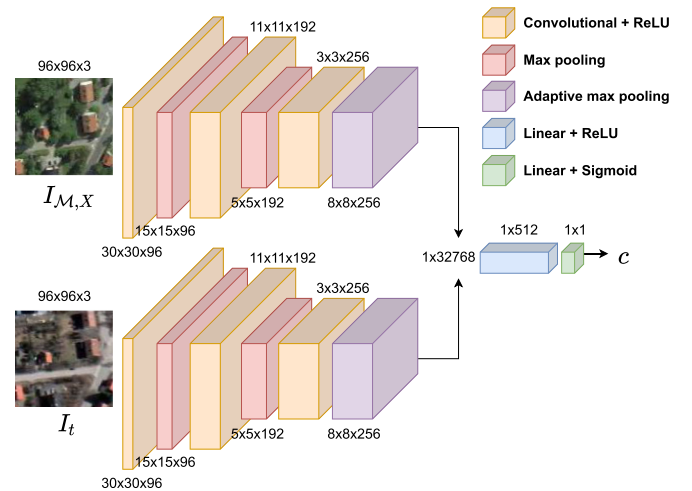 11x11x192
Convolutional + ReLU
96x96x3
3x3x256
Max pooling
Adaptive max pooling
Linear + ReLU
Linear + Sigmoid
I_{M,X}
5x5x192
8x8x256
15x15x96
30x30x96
1x512
1x1
1x32768
c
11x11x192
96x96x3
3x3x256
I_t
5x5x192
8x8x256
15x15x96
30x30x96